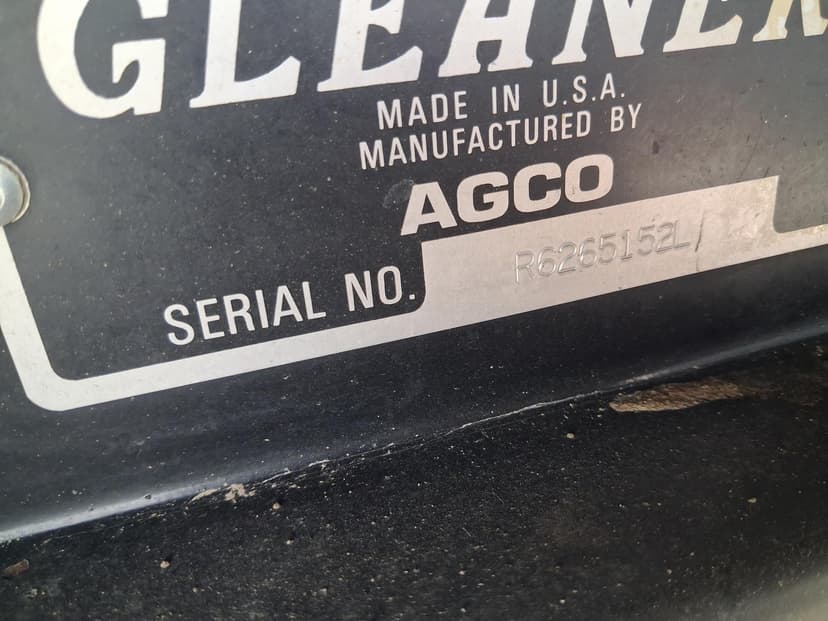 GLEANER
MADE IN U.S.A.
MANUFACTURED BY
AGCO
SERIAL NO. R6265152L